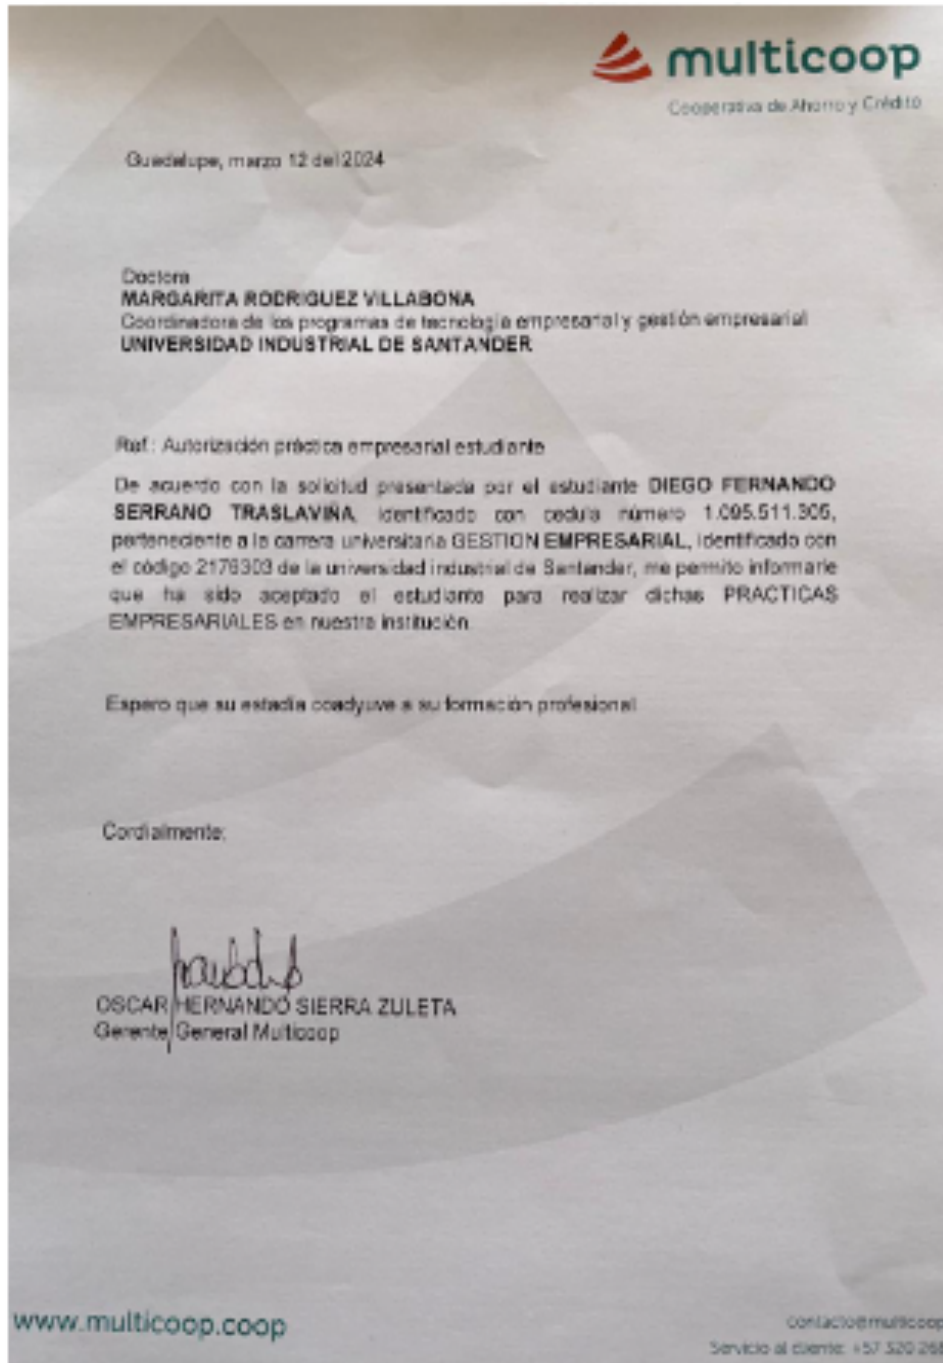 multicoop
Cooperativa de Ahorro y Crédito
Guadalupe, marzo 12 del 2024
Doctora
MARGARITA RODRIGUEZ VILLABONA
Coordinadora de los programas de tecnología empresarial y gestión empresarial
UNIVERSIDAD INDUSTRIAL DE SANTANDER
Ref.: Autorización práctica empresarial estudiante
De acuerdo con la solicitud presentada por el estudiante DIEGO FERNANDO
SERRANO TRASLAVIÑA, identificado con cedula número 1.095.511.305,
perteneciente a la carrera universitaria GESTION EMPRESARIAL, identificado con
el código 2176303 de la universidad industrial de Santander, me permito informarle
que ha sido aceptado el estudiante para realizar dichas PRACTICAS
EMPRESARIALES en nuestra institución.
Espero que su estadía coadyuve a su formación profesional
Cordialmente;
OSCAR HERNANDO SIERRA ZULETA
Gerente General Multicoop
www.multicoop.coop
contacto@multicoop
Servicio al cliente: +57 320 268